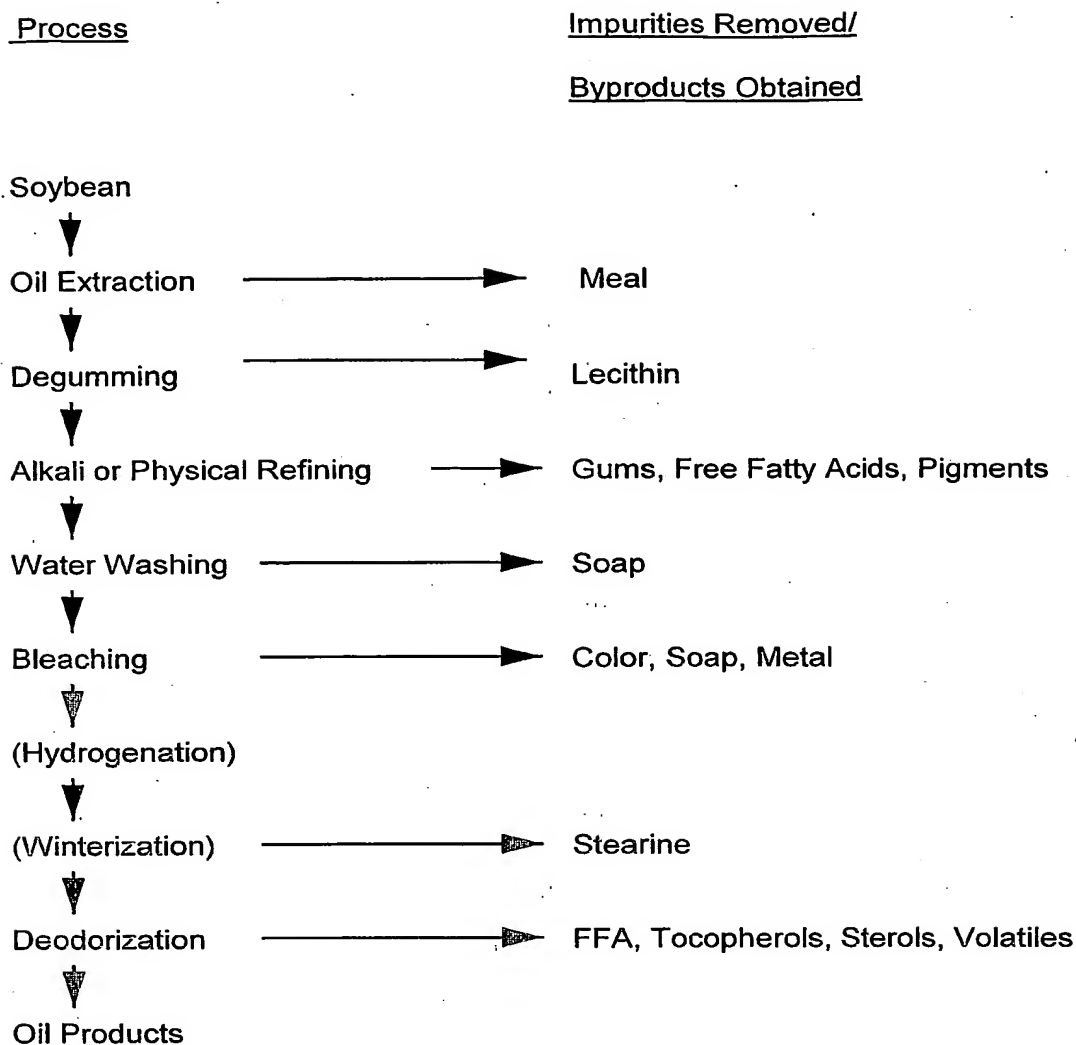 Process
Impurities Removed/
Byproducts Obtained
Soybean
Oil Extraction
Meal
Degumming
Lecithin
Alkali or Physical Refining
Gums, Free Fatty Acids, Pigments
Water Washing
Soap
Bleaching
Color, Soap, Metal
(Hydrogenation)
(Winterization)
Stearine
Deodorization
FFA, Tocopherols, Sterols, Volatiles
Oil Products